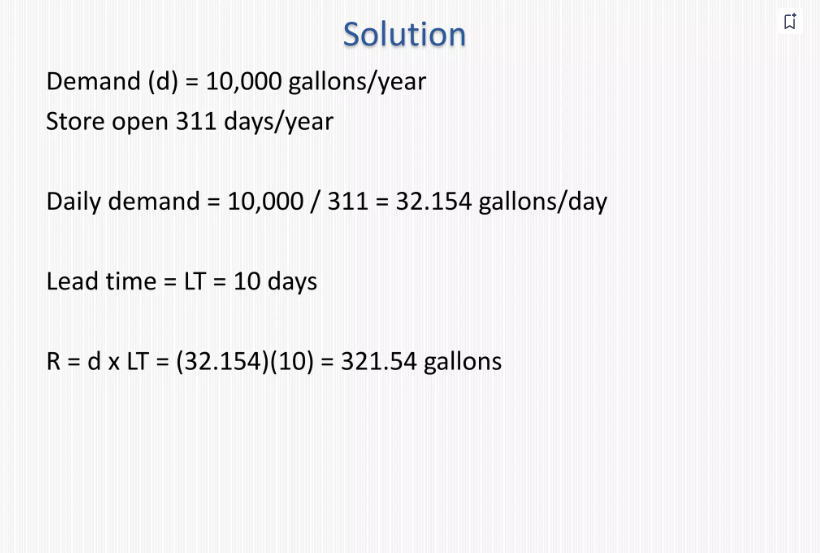 Solution
Demand (d) = 10,000 gallons/year
Store open 311 days/year
Daily demand = 10,000 / 311 = 32.154 gallons/day
Lead time = LT = 10 days
R = d x LT = (32.154)(10) = 321.54 gallons